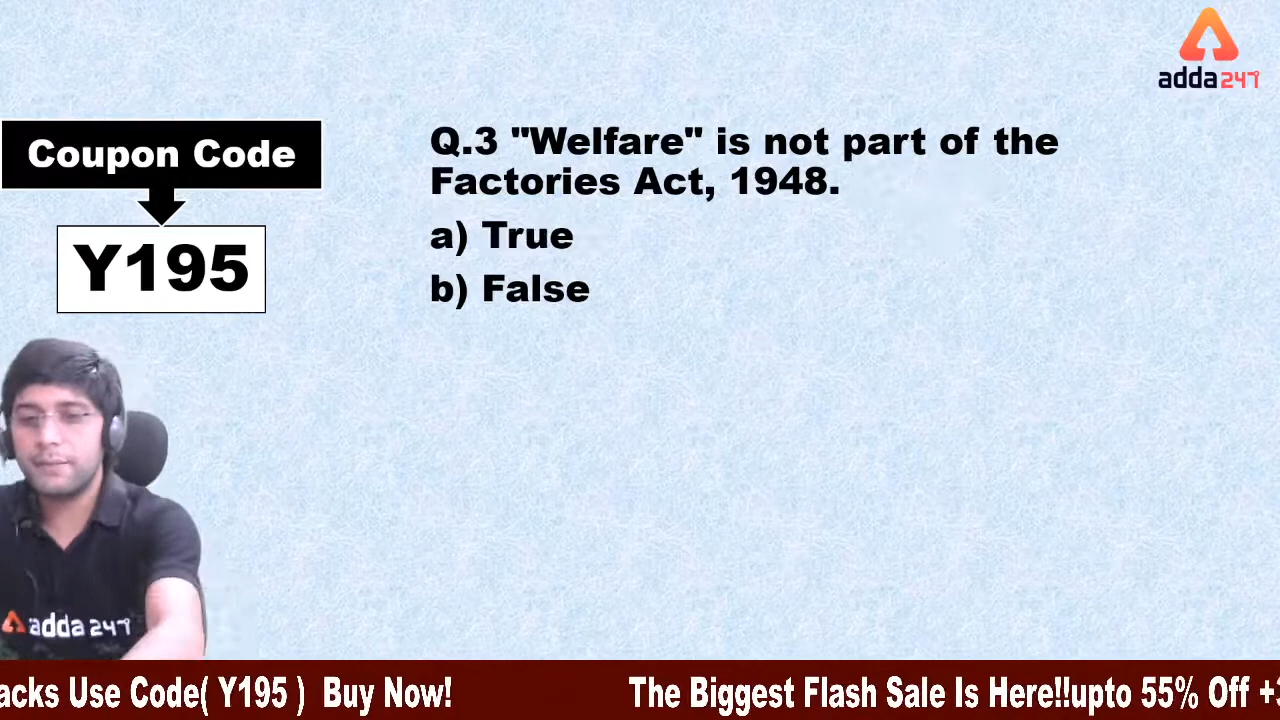 adda247
Coupon Code
Y195
Q.3 "Welfare" is not part of the
Factories Act, 1948.
a) True
b) False
adda247
acks Use Code( Y195 ) Buy Now!
The Biggest Flash Sale Is Here!!upto 55% Off +3